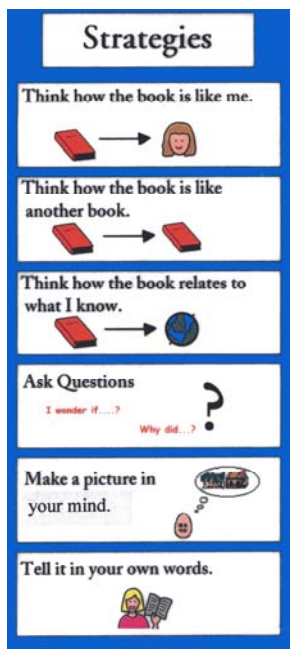 Strategies
Think how the book is like me.
Think how the book is like
another book.
Think how the book relates to
what I know.
Ask Questions
I wonder if....?
Why did...?
?
Make a picture in
your mind.
Tell it in your own words.